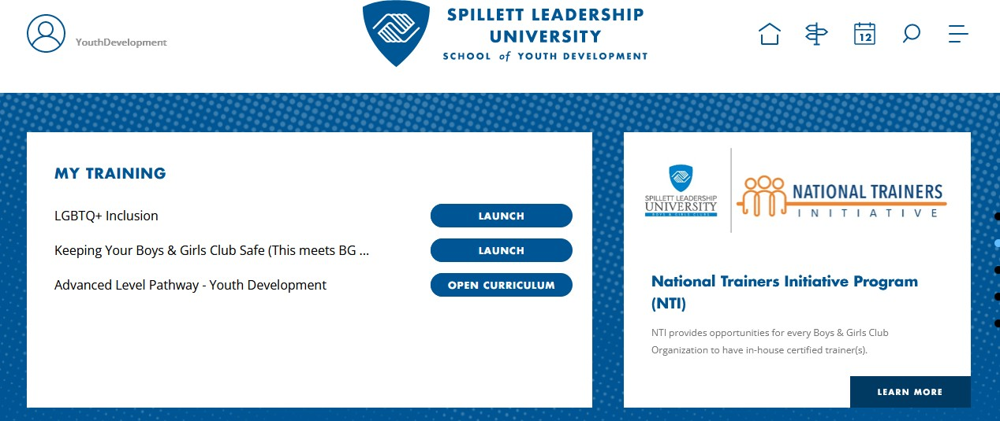 YouthDevelopment
SPILLETT LEADERSHIP
UNIVERSITY
SCHOOL of YOUTH DEVELOPMENT
12
MY TRAINING
LGBTQ+ Inclusion
LAUNCH
Keeping Your Boys & Girls Club Safe (This meets BG ...
LAUNCH
Advanced Level Pathway - Youth Development
OPEN CURRICULUM
SPILLETT LEADERSHIP
UNIVERSITY
BOYS & GIRLS CLUBS
NATIONAL TRAINERS
INITIATIVE
National Trainers Initiative Program
(NTI)
NTI provides opportunities for every Boys & Girls Club
Organization to have in-house certified trainer(s).
LEARN MORE